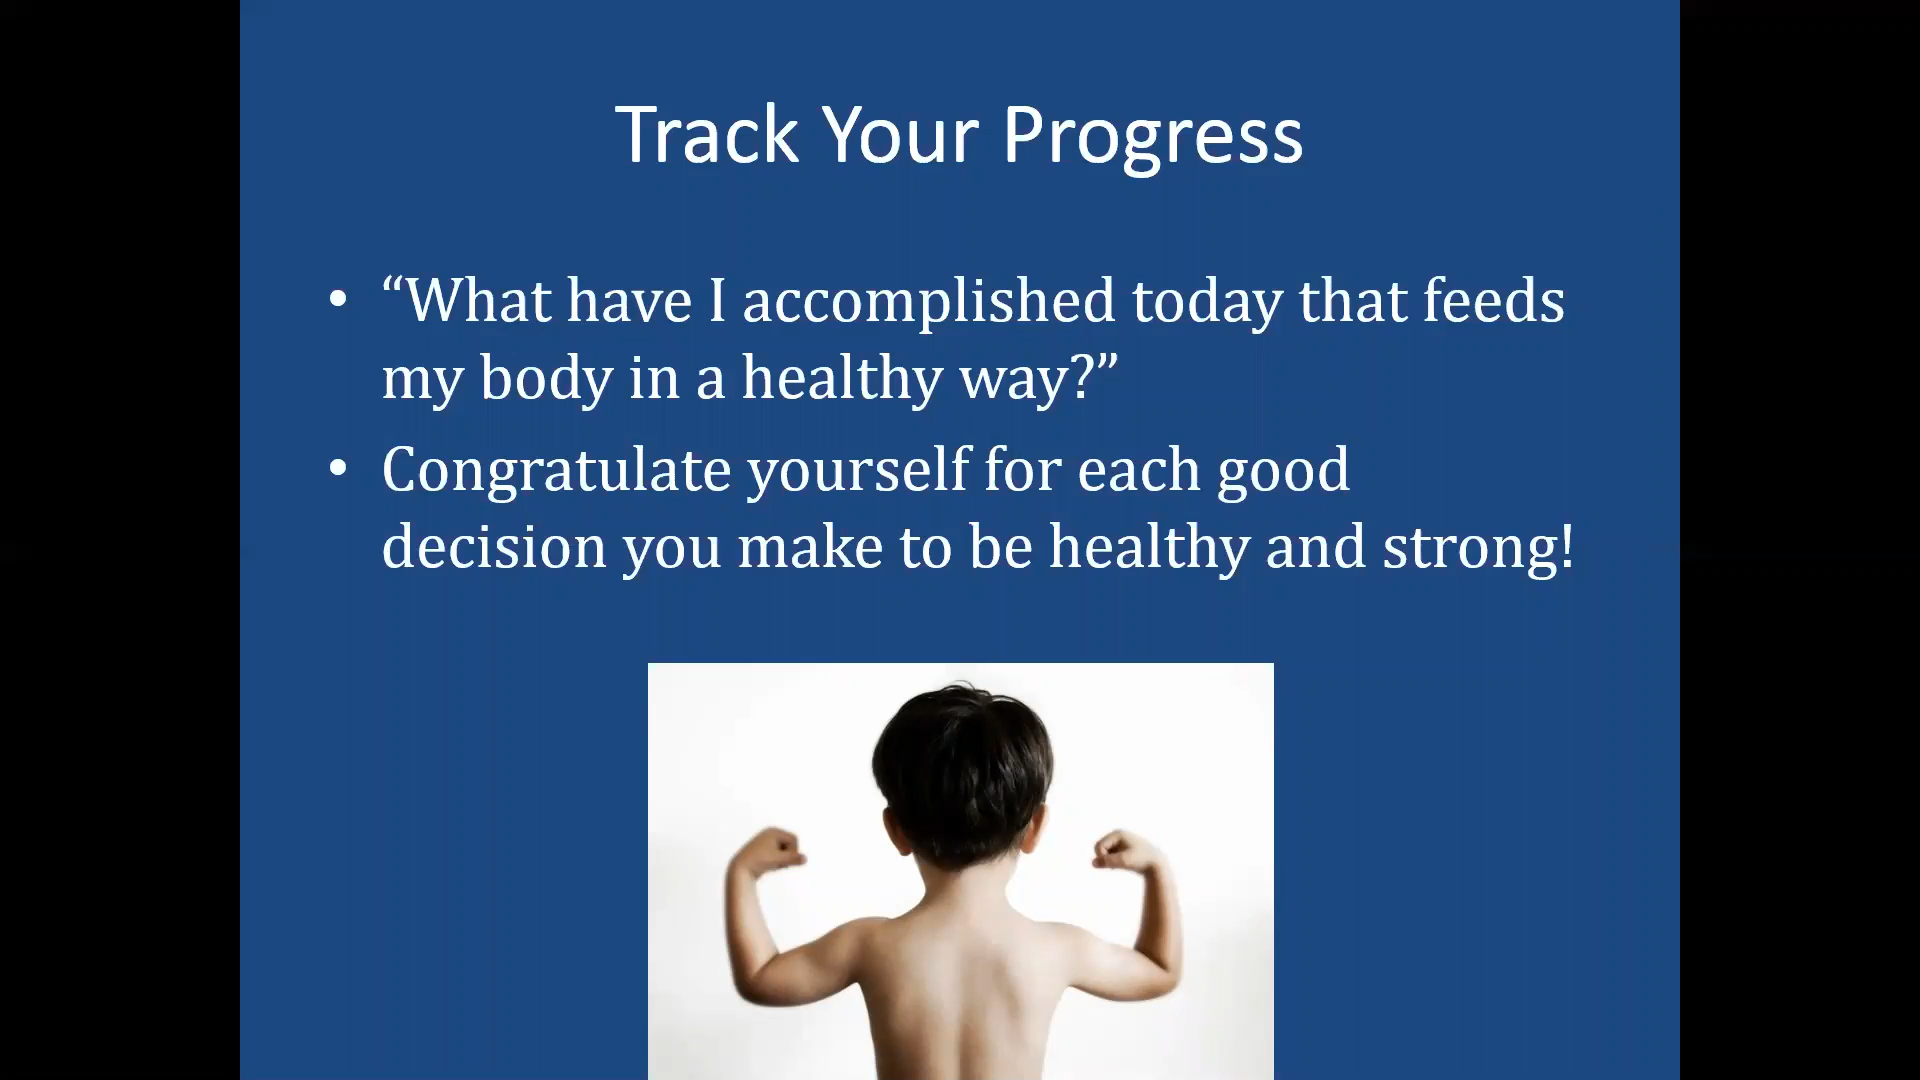 Track Your Progress
• “What have I accomplished today that feeds
my body in a healthy way?”
• Congratulate yourself for each good
decision you make to be healthy and strong!